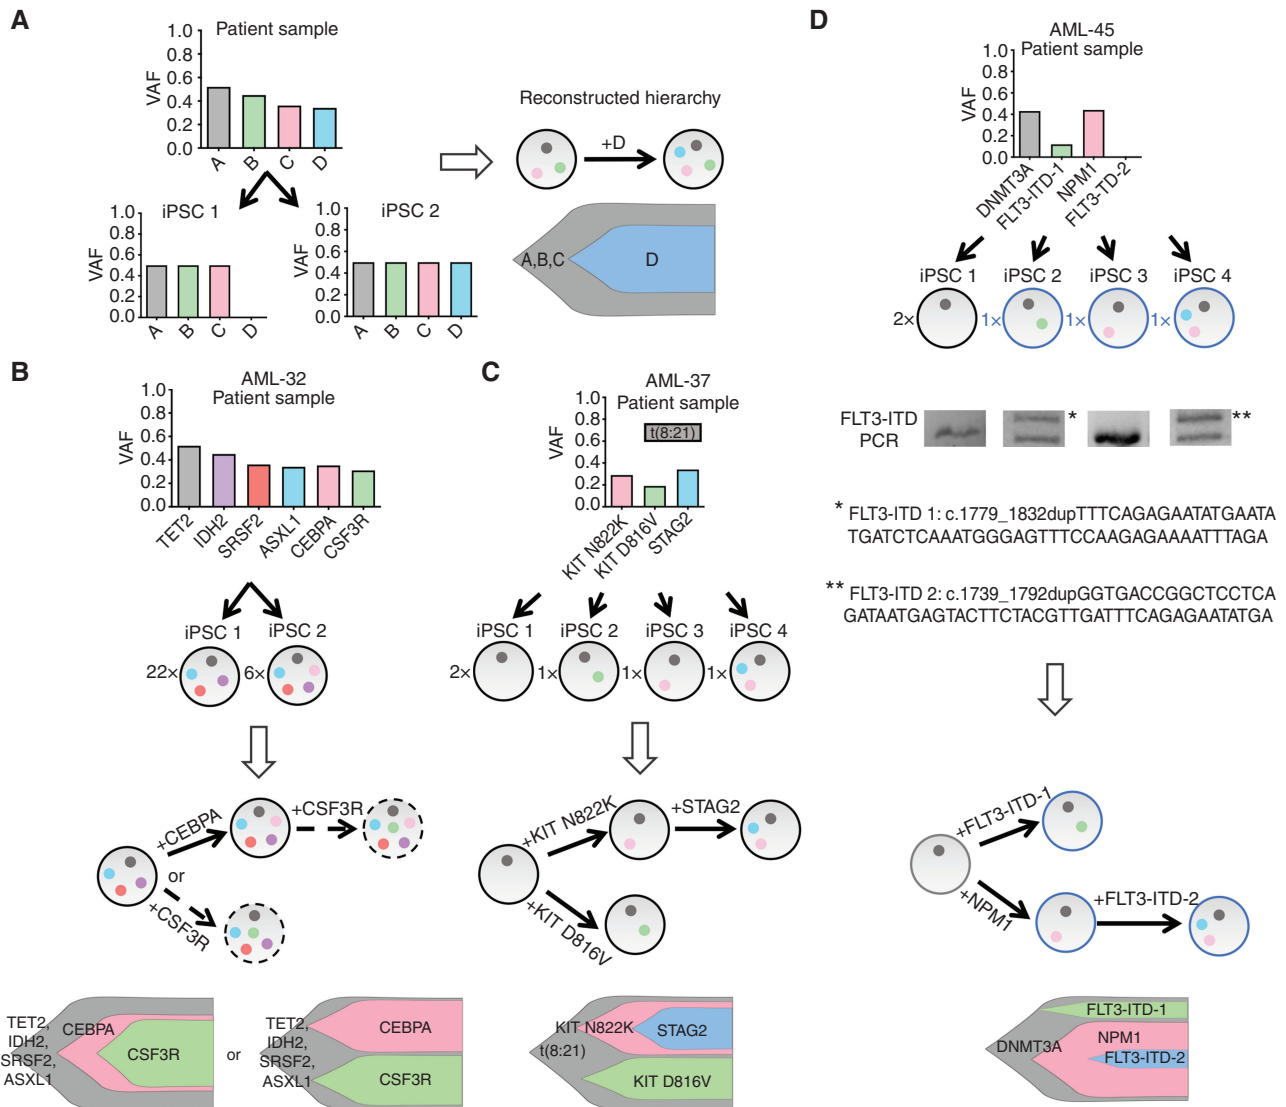 A
Patient sample
1.0
0.8
0.6
0.4
0.2
0.0
VAF
A
B
C
D
iPSC 1
1.0
0.8
0.6
0.4
0.2
0.0
VAF
A
B
C
D
iPSC 2
1.0
0.8
0.6
0.4
0.2
0.0
VAF
A
B
C
D
Reconstructed hierarchy
+D
A,B,C
D
B
AML-32
Patient sample
1.0
0.8
0.6
0.4
0.2
0.0
VAF
TET2
IDH2
SRSF2
ASXL1
CEBPA
CSF3R
iPSC 1
iPSC 2
22×
6×
+CEBPA
+CSF3R
or
+CSF3R
TET2,
IDH2,
SRSF2,
ASXL1
CEBPA
CSF3R
or
TET2,
IDH2,
SRSF2,
ASXL1
CEBPA
CSF3R
C
AML-37
Patient sample
1.0
0.8
0.6
0.4
0.2
0.0
VAF
t(8:21)
KIT N822K
KIT D816V
STAG2
iPSC 1
iPSC 2
iPSC 3
iPSC 4
2×
1×
1×
1×
+KIT N822K
+STAG2
+KIT D816V
KIT N822K
STAG2
t(8:21)
KIT D816V
D
AML-45
Patient sample
1.0
0.8
0.6
0.4
0.2
0.0
VAF
DNMT3A
FLT3-ITD-1
NPM1
FLT3-TD-2
iPSC 1
iPSC 2
iPSC 3
iPSC 4
2×
1×
1×
1×
FLT3-ITD
PCR
*
**
* FLT3-ITD 1: c.1779_1832dupTTTCAGAGAATATGAATA
TGATCTCAAATGGGAGTTTCCAAGAGAAAATTTAGA
** FLT3-ITD 2: c.1739_1792dupGGTGACCGGCTCCTCA
GATAATGAGTACTTCTACGTTGATTTCAGAGAATATGA
+FLT3-ITD-1
+NPM1
+FLT3-ITD-2
FLT3-ITD-1
DNMT3A
NPM1
FLT3-ITD-2